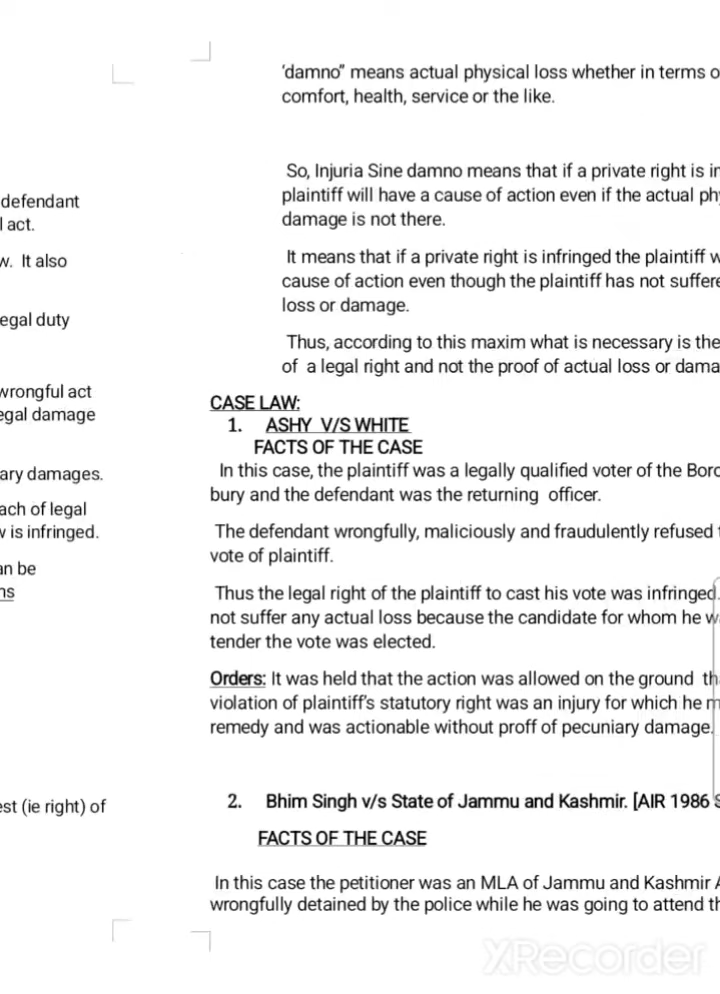 defendant
l act.
w. It also
egal duty
wrongful act
egal damage
ary damages.
ach of legal
w is infringed.
an be
ns
est (ie right) of
‘damno” means actual physical loss whether in terms o
comfort, health, service or the like.
So, Injuria Sine damno means that if a private right is in
plaintiff will have a cause of action even if the actual phy
damage is not there.
It means that if a private right is infringed the plaintiff w
cause of action even though the plaintiff has not suffere
loss or damage.
Thus, according to this maxim what is necessary is the
of a legal right and not the proof of actual loss or dama
CASE LAW:
1. ASHY V/S WHITE
FACTS OF THE CASE
In this case, the plaintiff was a legally qualified voter of the Boro
bury and the defendant was the returning officer.
The defendant wrongfully, maliciously and fraudulently refused t
vote of plaintiff.
Thus the legal right of the plaintiff to cast his vote was infringed.
not suffer any actual loss because the candidate for whom he wa
tender the vote was elected.
Orders: It was held that the action was allowed on the ground th
violation of plaintiff's statutory right was an injury for which he m
remedy and was actionable without proff of pecuniary damage.
2. Bhim Singh v/s State of Jammu and Kashmir. [AIR 1986 S
FACTS OF THE CASE
In this case the petitioner was an MLA of Jammu and Kashmir A
wrongfully detained by the police while he was going to attend th
XRecorder